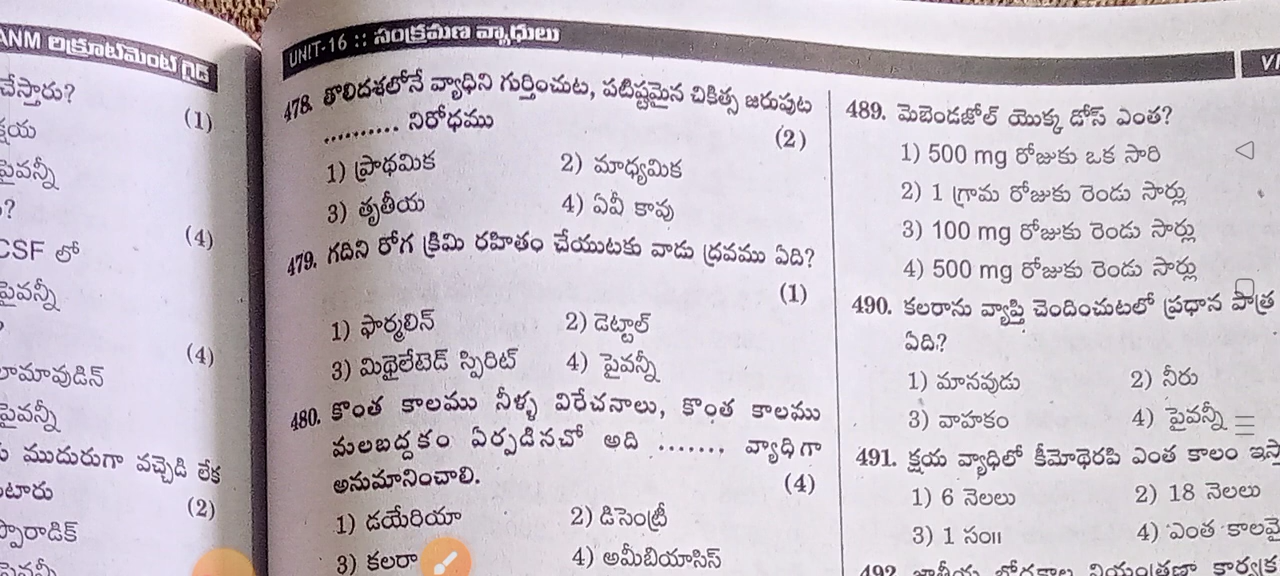 ANM రిక్రూట్‌మెంట్ గైడ్
చేస్తారు?
(1)
క్షయ
పైవన్నీ
?
(4)
CSF లో
పైవన్నీ
(4)
పైవన్నీ
ముదురుగా వచ్చెడి లేక
(2)
UNIT-16 :: సంక్రమణ వ్యాధులు
478. తొలిదశలోనే వ్యాధిని గుర్తించుట, పటిష్టమైన చికిత్స జరుపుట
.......... నిరోధము (2)
1) ప్రాథమిక 2) మాధ్యమిక
3) తృతీయ 4) ఏవీ కావు
479. గదిని రోగ క్రిమి రహితం చేయుటకు వాడు ద్రవము ఏది?
(1)
1) ఫార్మలిన్ 2) డెట్టాల్
3) మిథైలేటెడ్ స్పిరిట్ 4) పైవన్నీ
480. కొంత కాలము నీళ్ళ విరేచనాలు, కొంత కాలము
మలబద్దకం ఏర్పడినచో అది ....... వ్యాధిగా
అనుమానించాలి. (4)
1) డయేరియా 2) డిసెంట్రీ
3) కలరా 4) అమీబియాసిస్
489. మెబెండజోల్ యొక్క డోస్ ఎంత?
1) 500 mg రోజుకు ఒక సారి
2) 1 గ్రామ రోజుకు రెండు సార్లు
3) 100 mg రోజుకు రెండు సార్లు
4) 500 mg రోజుకు రెండు సార్లు
490. కలరాను వ్యాప్తి చెందించుటలో ప్రధాన పాత్ర
ఏది?
1) మానవుడు 2) నీరు
3) వాహకం 4) పైవన్నీ
491. క్షయ వ్యాధిలో కీమోథెరపి ఎంత కాలం
1) 6 నెలలు 2) 18 నెలలు
3) 1 సం॥ 4) ఎంత
492.